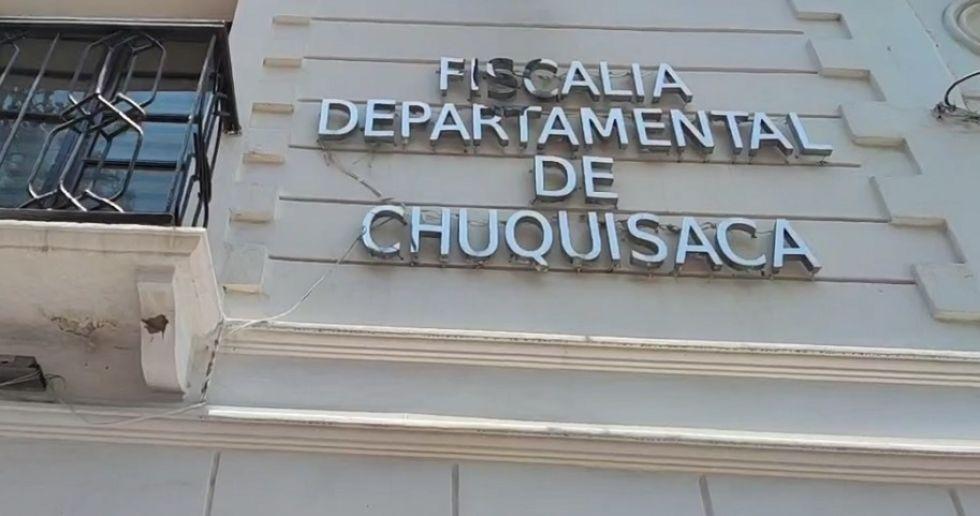 FISCALIA
DEPARTAMENTAL
DE
CHUQUISACA